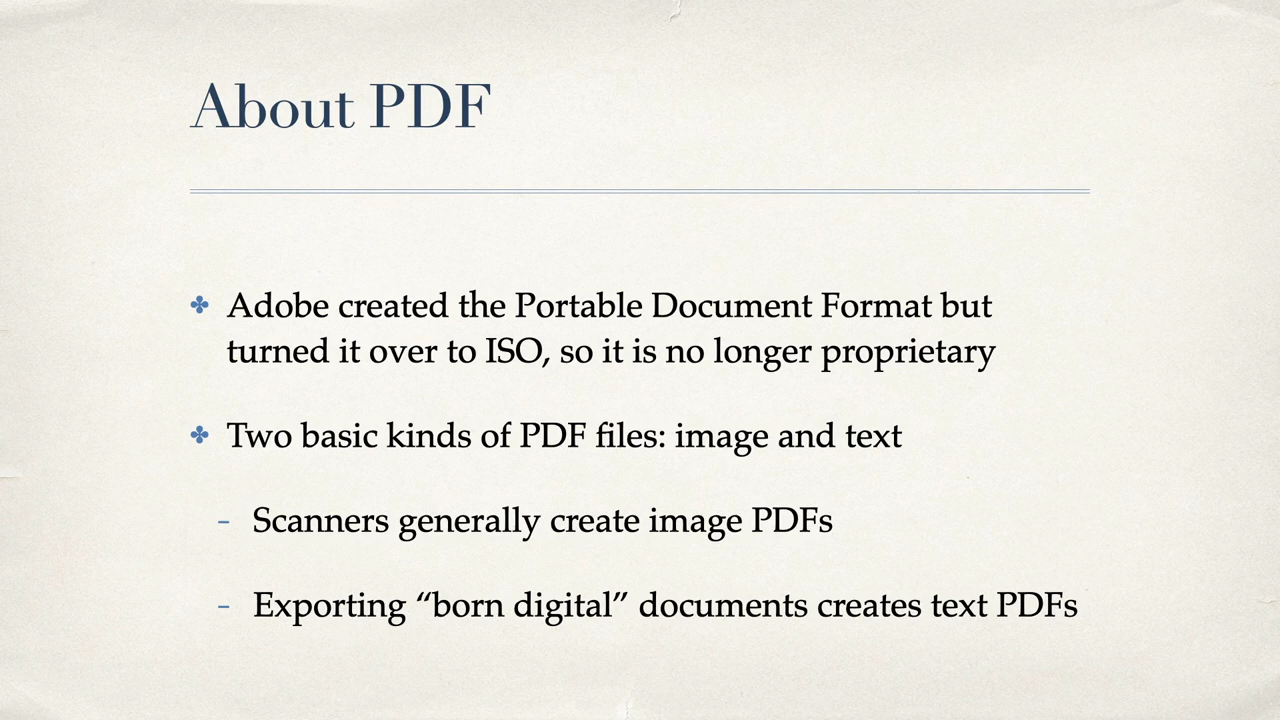 About PDF
✤ Adobe created the Portable Document Format but
turned it over to ISO, so it is no longer proprietary
✤ Two basic kinds of PDF files: image and text
- Scanners generally create image PDFs
- Exporting “born digital” documents creates text PDFs